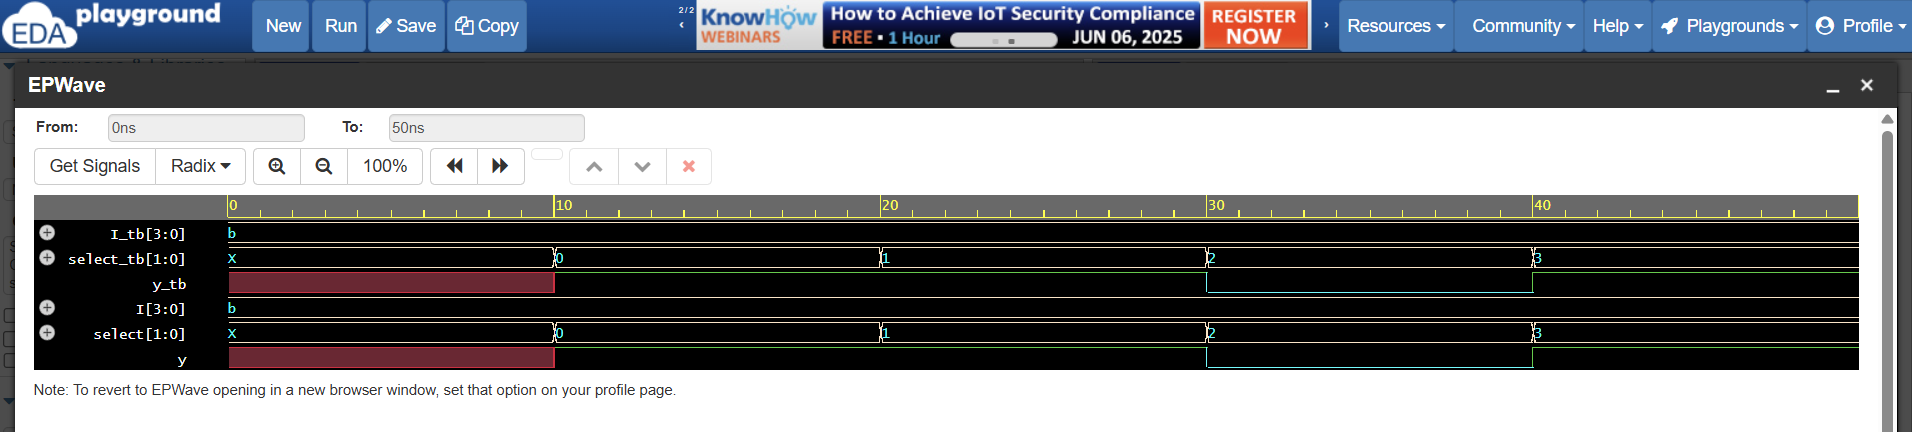 EDA playground
New Run Save Copy
2/2
KnowHow
WEBINARS
How to Achieve IoT Security Compliance
FREE • 1 Hour JUN 06, 2025
REGISTER
NOW
Resources Community Help Playgrounds Profile
EPWave
From: 0ns To: 50ns
Get Signals Radix 100%
0 10 20 30 40
I_tb[3:0] b
select_tb[1:0] X 0 1 2 3
y_tb
I[3:0] b
select[1:0] X 0 1 2 3
y
Note: To revert to EPWave opening in a new browser window, set that option on your profile page.